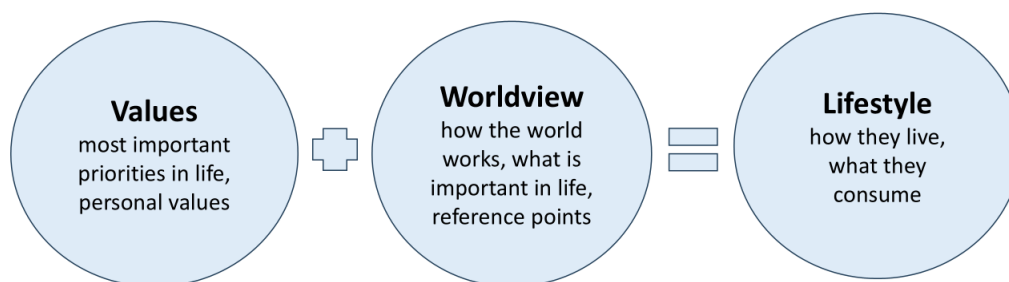 Values
most important
priorities in life,
personal values
Worldview
how the world
works, what is
important in life,
reference points
Lifestyle
how they live,
what they
consume